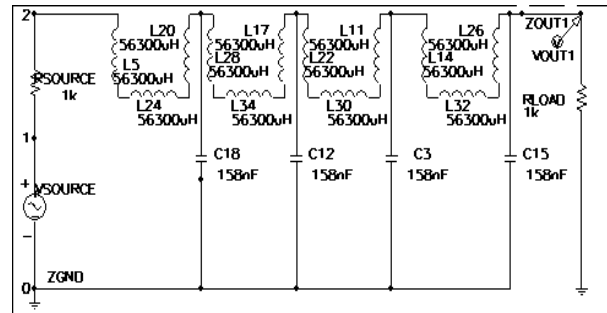 2
L20
56300uH
L5
56300uH
L24
56300uH
L17
56300uH
L28
56300uH
L34
56300uH
L11
56300uH
L22
56300uH
L30
56300uH
L26
56300uH
L14
56300uH
L32
56300uH
ZOUT1
V
VOUT1
RSOURCE
1k
RLOAD
1k
1
C18
158nF
C12
158nF
C3
158nF
C15
158nF
+
VSOURCE
-
0
ZGND